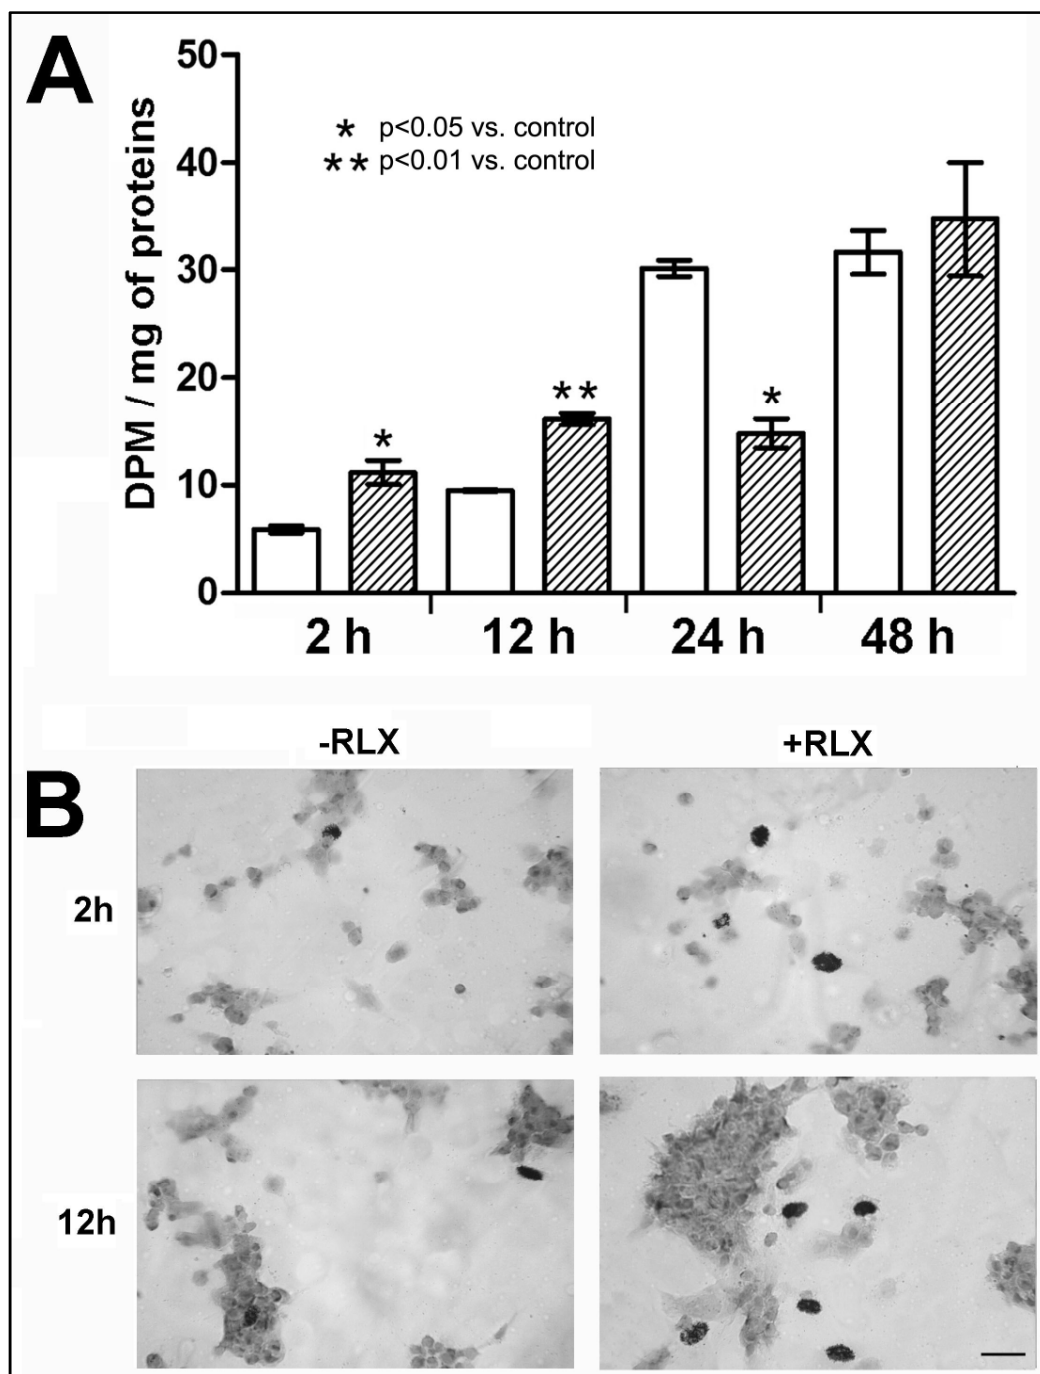 A
50
* p<0.05 vs. control
** p<0.01 vs. control
40
DPM / mg of proteins
30
20
** *
*
10
0
2 h 12 h 24 h 48 h
-RLX +RLX
B
2h
12h